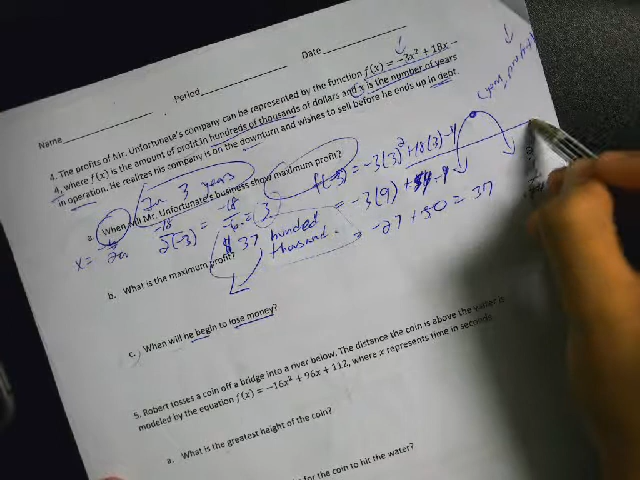 Name
Period
Date
4. The profits of Mr. Unfortunate's company can be represented by the function f(x) = −3x² + 18x −
4, where f(x) is the amount of profit in hundreds of thousands of dollars and x is the number of years
in operation. He realizes his company is on the downturn and wishes to sell before he ends up in debt.
In 3 years
a. When will Mr. Unfortunate's business show maximum profit?
x = -b/2a -18/2(-3) = -18/-6 = 3
f(3) = -3(3)² + 18(3) - 4
= -3(9) + 54 - 4
= -27 + 50 = 37
$ 37 hundred
thousand.
b. What is the maximum profit?
c. When will he begin to lose money?
5. Robert tosses a coin off a bridge into a river below. The distance the coin is above the water is
modeled by the equation f(x) = −16x² + 96x + 112, where x represents time in seconds.
a. What is the greatest height of the coin?
for the coin to hit the water?